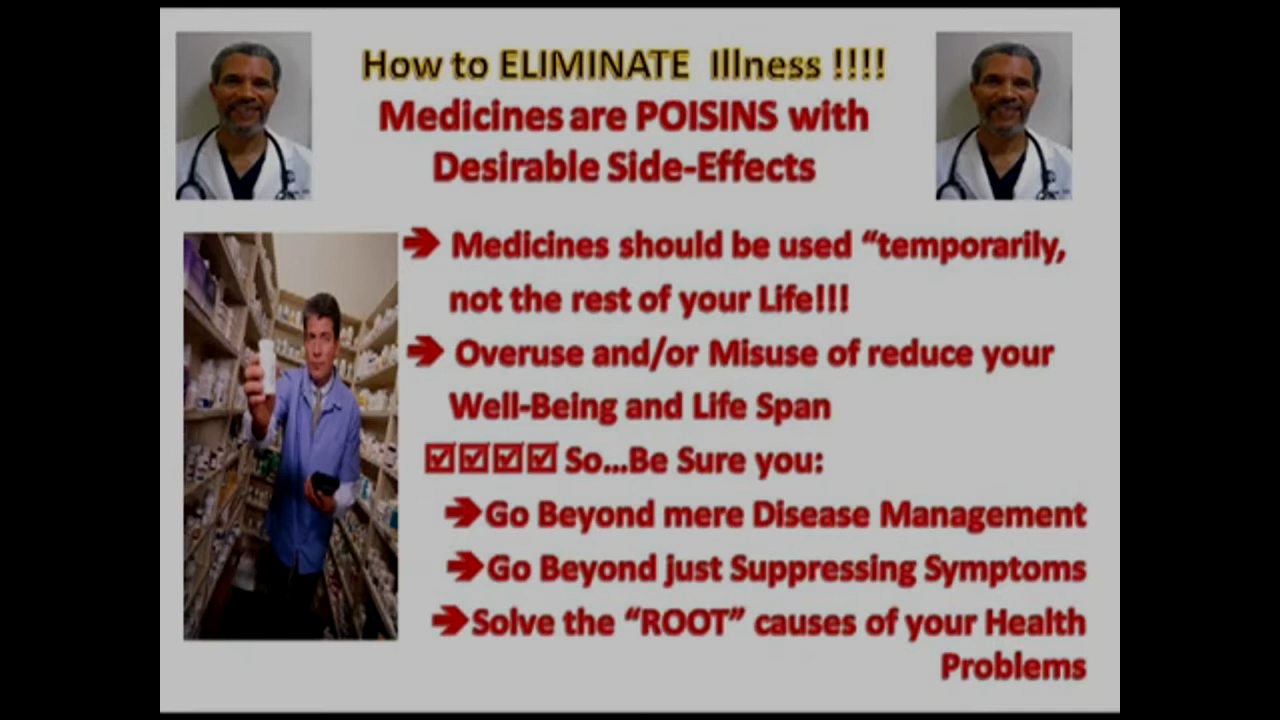 How to ELIMINATE Illness !!!!
Medicines are POISINS with
Desirable Side-Effects
➔ Medicines should be used “temporarily,
not the rest of your Life!!!
➔ Overuse and/or Misuse of reduce your
Well-Being and Life Span
☑☑☑☑ So...Be Sure you:
➔Go Beyond mere Disease Management
➔Go Beyond just Suppressing Symptoms
➔Solve the “ROOT” causes of your Health
Problems